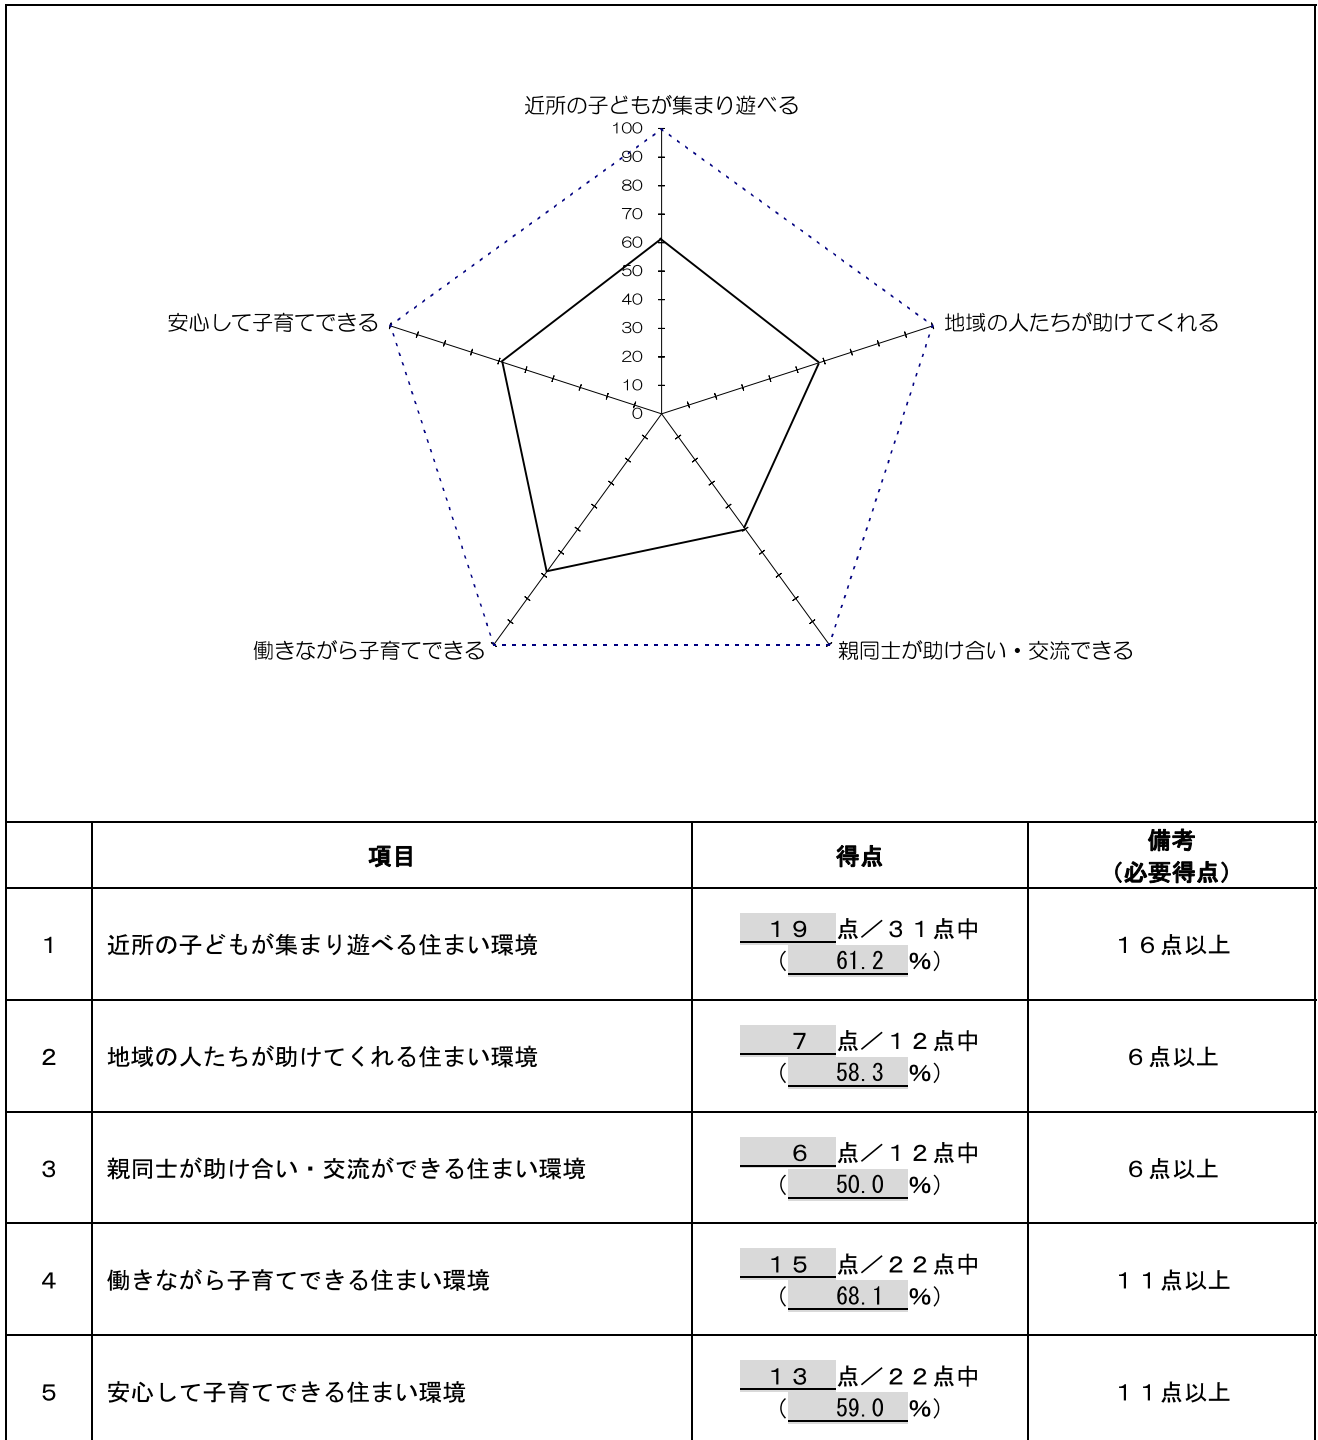 近所の子どもが集まり遊べる
100
90
80
70
60
50
40
30
20
10
0
安心して子育てできる
地域の人たちが助けてくれる
働きながら子育てできる
親同士が助け合い・交流できる
項目
得点
備考
（必要得点）
1
近所の子どもが集まり遊べる住まい環境
１９点／３１点中
（61.2％）
１６点以上
2
地域の人たちが助けてくれる住まい環境
７点／１２点中
（58.3％）
６点以上
3
親同士が助け合い・交流ができる住まい環境
６点／１２点中
（50.0％）
６点以上
4
働きながら子育てできる住まい環境
１５点／２２点中
（68.1％）
１１点以上
5
安心して子育てできる住まい環境
１３点／２２点中
（59.0％）
１１点以上